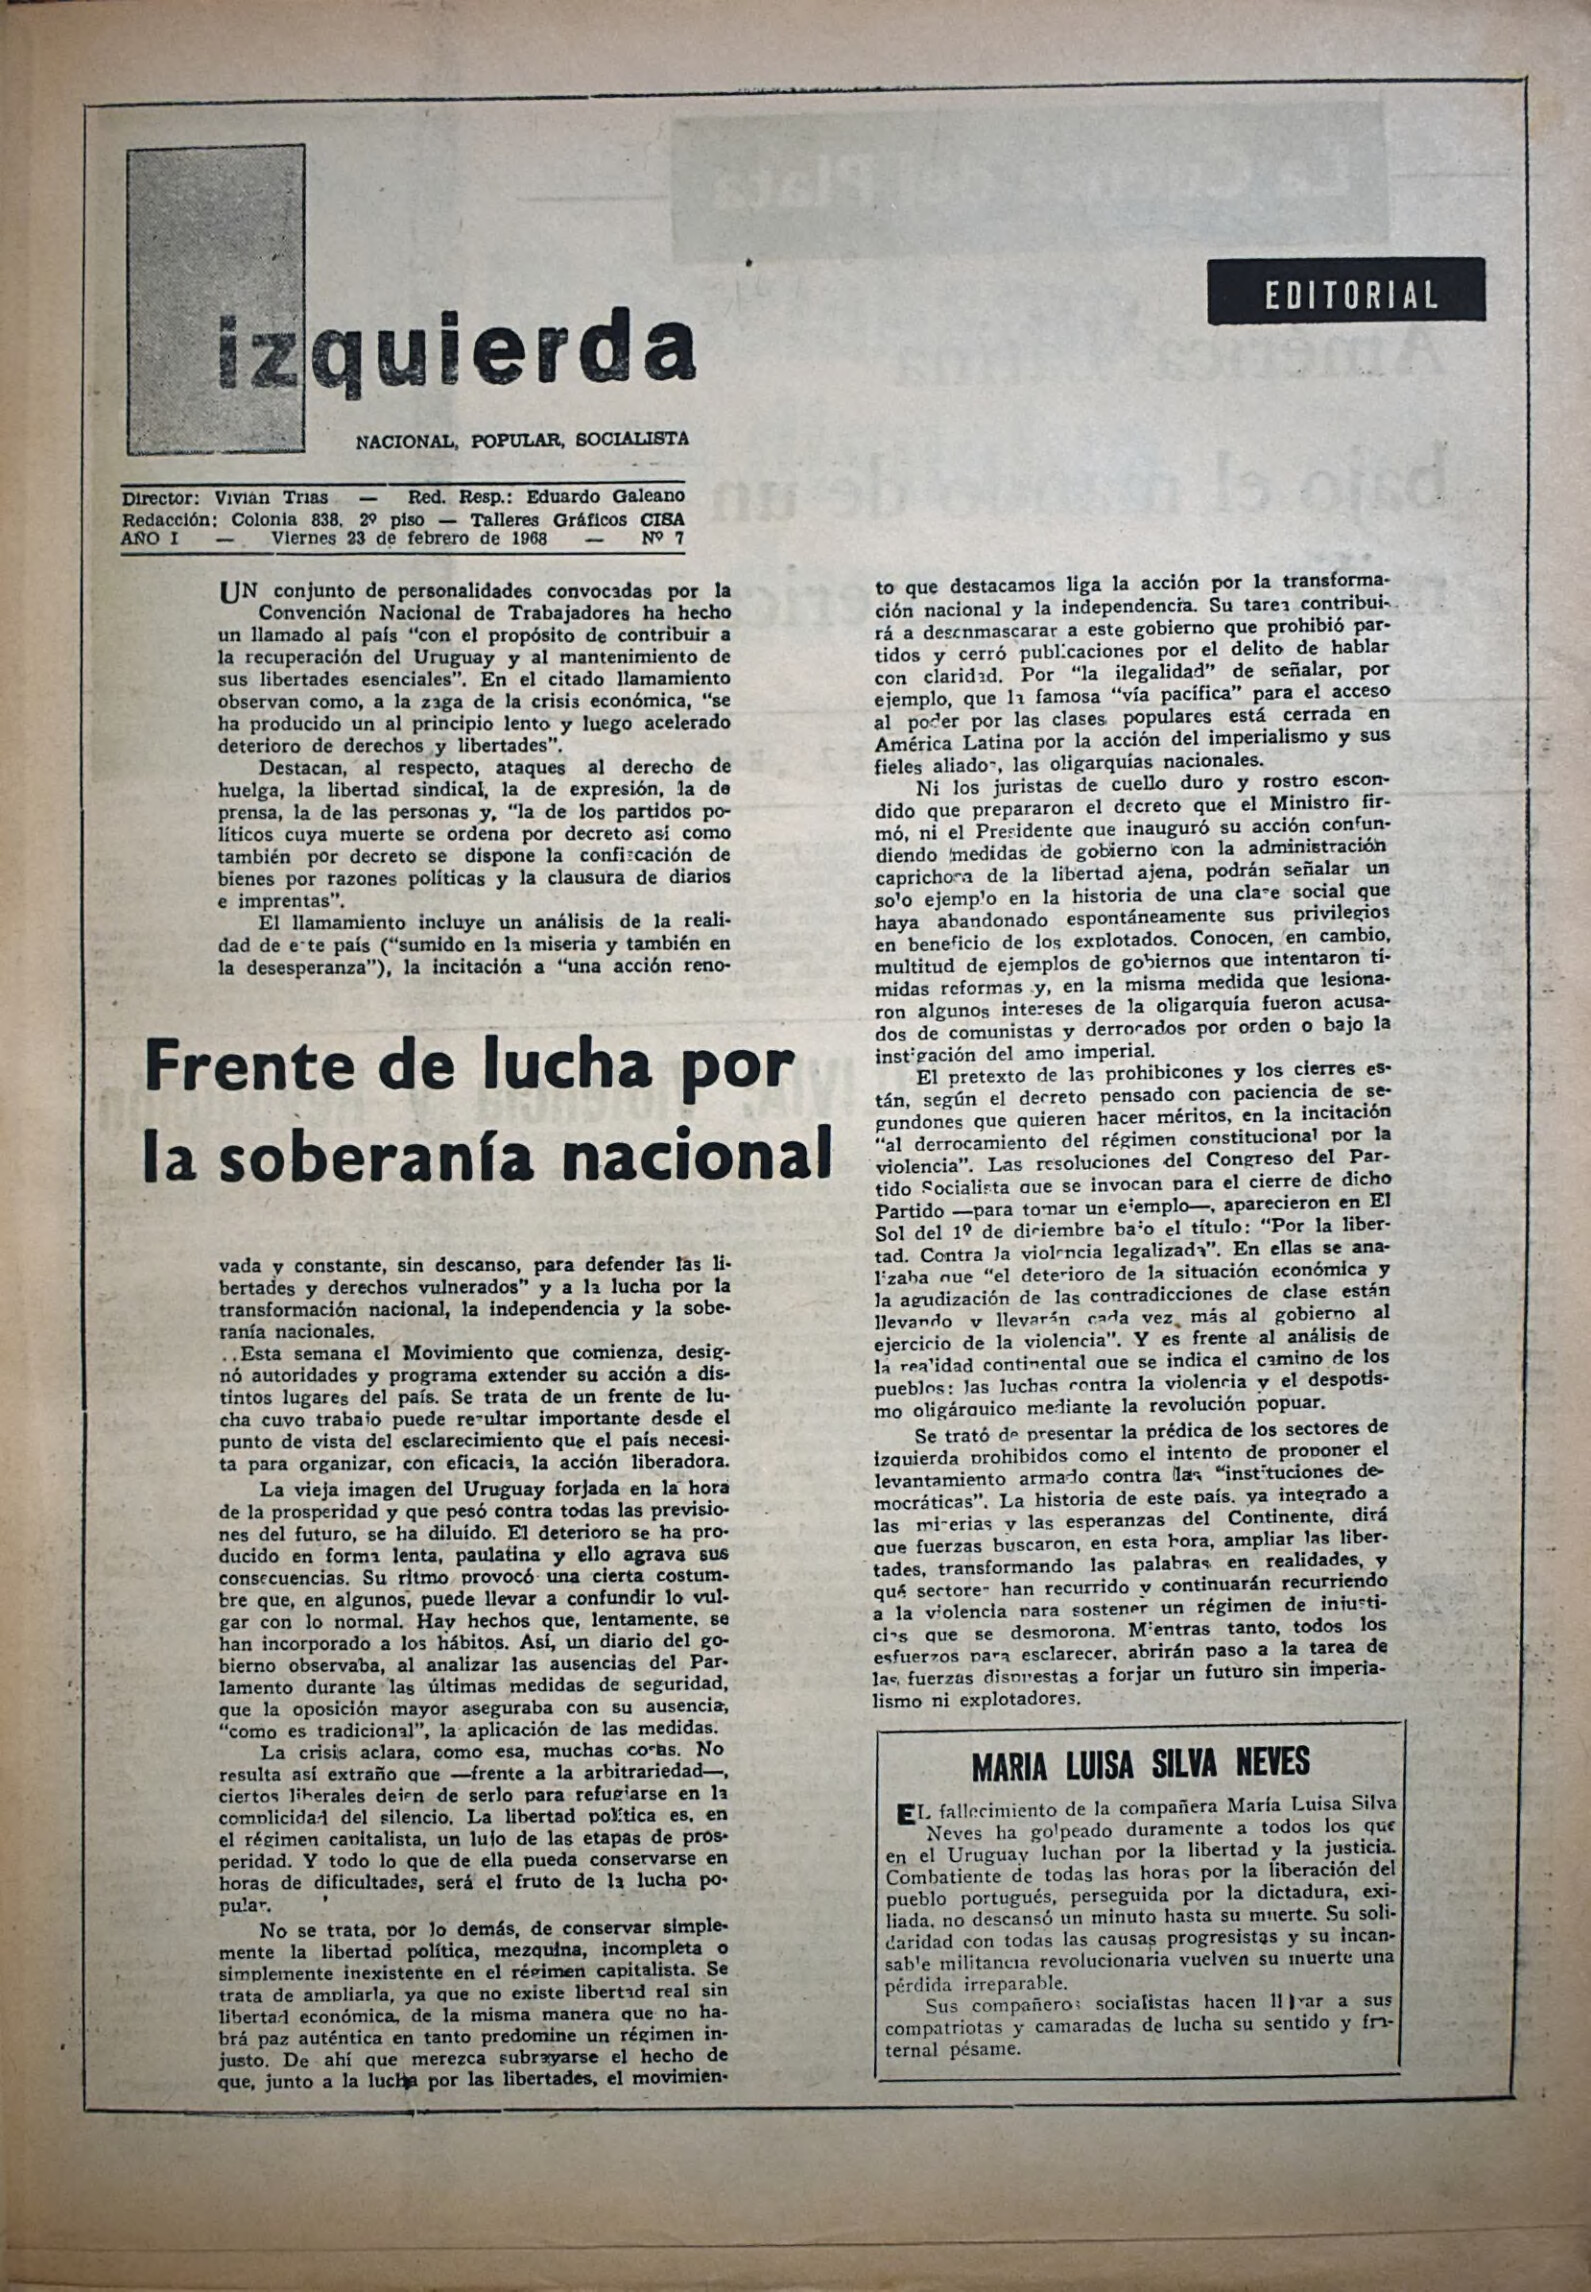 EDITORIAL
izquierda
NACIONAL, POPULAR, SOCIALISTA
Director: Vivián Trías — Red. Resp.: Eduardo Galeano
Redacción: Colonia 838, 2º piso — Talleres Gráficos CISA
AÑO I — Viernes 23 de febrero de 1968 — Nº 7
UN conjunto de personalidades convocadas por la
Convención Nacional de Trabajadores ha hecho
un llamado al país "con el propósito de contribuir a
la recuperación del Uruguay y al mantenimiento de
sus libertades esenciales". En el citado llamamiento
observan como, a la zaga de la crisis económica, "se
ha producido un al principio lento y luego acelerado
deterioro de derechos y libertades".
Destacan, al respecto, ataques al derecho de
huelga, la libertad sindical, la de expresión, la de
prensa, la de las personas y, "la de los partidos po-
líticos cuya muerte se ordena por decreto así como
también por decreto se dispone la confiscación de
bienes por razones políticas y la clausura de diarios
e imprentas".
El llamamiento incluye un análisis de la reali-
dad de este país ("sumido en la miseria y también en
la desesperanza"), la incitación a "una acción reno-
Frente de lucha por
la soberanía nacional
vada y constante, sin descanso, para defender las li-
bertades y derechos vulnerados" y a la lucha por la
transformación nacional, la independencia y la sobe-
ranía nacionales.
..Esta semana el Movimiento que comienza, desig-
nó autoridades y programa extender su acción a dis-
tintos lugares del país. Se trata de un frente de lu-
cha cuyo trabajo puede resultar importante desde el
punto de vista del esclarecimiento que el país necesi-
ta para organizar, con eficacia, la acción liberadora.
La vieja imagen del Uruguay forjada en la hora
de la prosperidad y que pesó contra todas las previsio-
nes del futuro, se ha diluído. El deterioro se ha pro-
ducido en forma lenta, paulatina y ello agrava sus
consecuencias. Su ritmo provocó una cierta costum-
bre que, en algunos, puede llevar a confundir lo vul-
gar con lo normal. Hay hechos que, lentamente, se
han incorporado a los hábitos. Así, un diario del go-
bierno observaba, al analizar las ausencias del Par-
lamento durante las últimas medidas de seguridad,
que la oposición mayor aseguraba con su ausencia,
"como es tradicional", la aplicación de las medidas.
La crisis aclara, como esa, muchas cosas. No
resulta así extraño que —frente a la arbitrariedad—,
ciertos liberales dejen de serlo para refugiarse en la
complicidad del silencio. La libertad política es, en
el régimen capitalista, un lujo de las etapas de pros-
peridad. Y todo lo que de ella pueda conservarse en
horas de dificultades, será el fruto de la lucha po-
pular.
No se trata, por lo demás, de conservar simple-
mente la libertad política, mezquina, incompleta o
simplemente inexistente en el régimen capitalista. Se
trata de ampliarla, ya que no existe libertad real sin
libertad económica, de la misma manera que no ha-
brá paz auténtica en tanto predomine un régimen in-
justo. De ahí que merezca subrayarse el hecho de
que, junto a la lucha por las libertades, el movimien-
to que destacamos liga la acción por la transforma-
ción nacional y la independencia. Su tarea contribui-
rá a desenmascarar a este gobierno que prohibió par-
tidos y cerró publicaciones por el delito de hablar
con claridad. Por "la ilegalidad" de señalar, por
ejemplo, que la famosa "vía pacífica" para el acceso
al poder por las clases populares está cerrada en
América Latina por la acción del imperialismo y sus
fieles aliados, las oligarquías nacionales.
Ni los juristas de cuello duro y rostro escon-
dido que prepararon el decreto que el Ministro fir-
mó, ni el Presidente que inauguró su acción confun-
diendo medidas de gobierno con la administración
caprichosa de la libertad ajena, podrán señalar un
solo ejemplo en la historia de una clase social que
haya abandonado espontáneamente sus privilegios
en beneficio de los explotados. Conocen, en cambio,
multitud de ejemplos de gobiernos que intentaron tí-
midas reformas y, en la misma medida que lesiona-
ron algunos intereses de la oligarquía fueron acusa-
dos de comunistas y derrocados por orden o bajo la
instigación del amo imperial.
El pretexto de las prohibicones y los cierres es-
tán, según el decreto pensado con paciencia de se-
gundones que quieren hacer méritos, en la incitación
"al derrocamiento del régimen constitucional por la
violencia". Las resoluciones del Congreso del Par-
tido Socialista que se invocan para el cierre de dicho
Partido —para tomar un ejemplo—, aparecieron en El
Sol del 1º de diciembre bajo el título: "Por la liber-
tad. Contra la violencia legalizada". En ellas se ana-
lizaba que "el deterioro de la situación económica y
la agudización de las contradicciones de clase están
llevando y llevarán cada vez más al gobierno al
ejercicio de la violencia". Y es frente al análisis de
la realidad continental que se indica el camino de los
pueblos: las luchas contra la violencia y el despotis-
mo oligárquico mediante la revolución popuar.
Se trató de presentar la prédica de los sectores de
izquierda prohibidos como el intento de proponer el
levantamiento armado contra las "instituciones de-
mocráticas". La historia de este país, ya integrado a
las miserias y las esperanzas del Continente, dirá
que fuerzas buscaron, en esta hora, ampliar las liber-
tades, transformando las palabras en realidades, y
qué sectores han recurrido y continuarán recurriendo
a la violencia para sostener un régimen de injusti-
cias que se desmorona. Mientras tanto, todos los
esfuerzos para esclarecer, abrirán paso a la tarea de
las fuerzas dispuestas a forjar un futuro sin imperia-
lismo ni explotadores.
MARIA LUISA SILVA NEVES
EL fallecimiento de la compañera María Luisa Silva
Neves ha golpeado duramente a todos los que
en el Uruguay luchan por la libertad y la justicia.
Combatiente de todas las horas por la liberación del
pueblo portugués, perseguida por la dictadura, exi-
liada, no descansó un minuto hasta su muerte. Su soli-
daridad con todas las causas progresistas y su incan-
sable militancia revolucionaria vuelven su muerte una
pérdida irreparable.
Sus compañeros socialistas hacen llegar a sus
compatriotas y camaradas de lucha su sentido y fra-
ternal pésame.